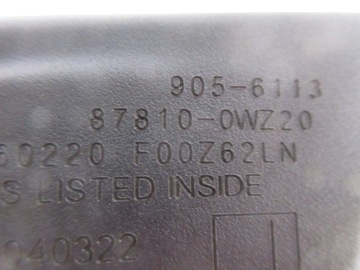 905-6113
87810-0WZ20
60220 F00Z62LN
S LISTED INSIDE
040322